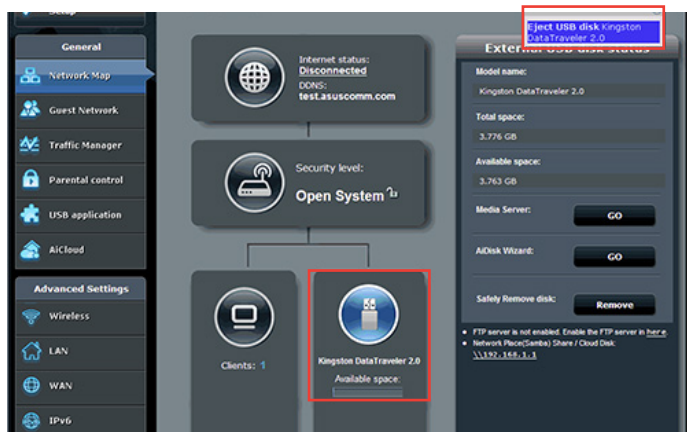 General
Network Map
Guest Network
Traffic Manager
Parental control
USB application
AiCloud
Advanced Settings
Wireless
LAN
WAN
IPv6
Internet status:
Disconnected
DDNS:
test.asuscomm.com
Security level:
Open System
Clients: 1
Kingston DataTraveler 2.0
Available space:
Eject USB disk Kingston
DataTraveler 2.0
External USB disk status
Model name:
Kingston DataTraveler 2.0
Total space:
3.776 GB
Available space:
3.763 GB
Media Server:
GO
AiDisk Wizard:
GO
Safely Remove disk:
Remove
FTP server is not enabled. Enable the FTP server in here.
Network Place(Samba) Share / Cloud Disk:
\\192.168.1.1